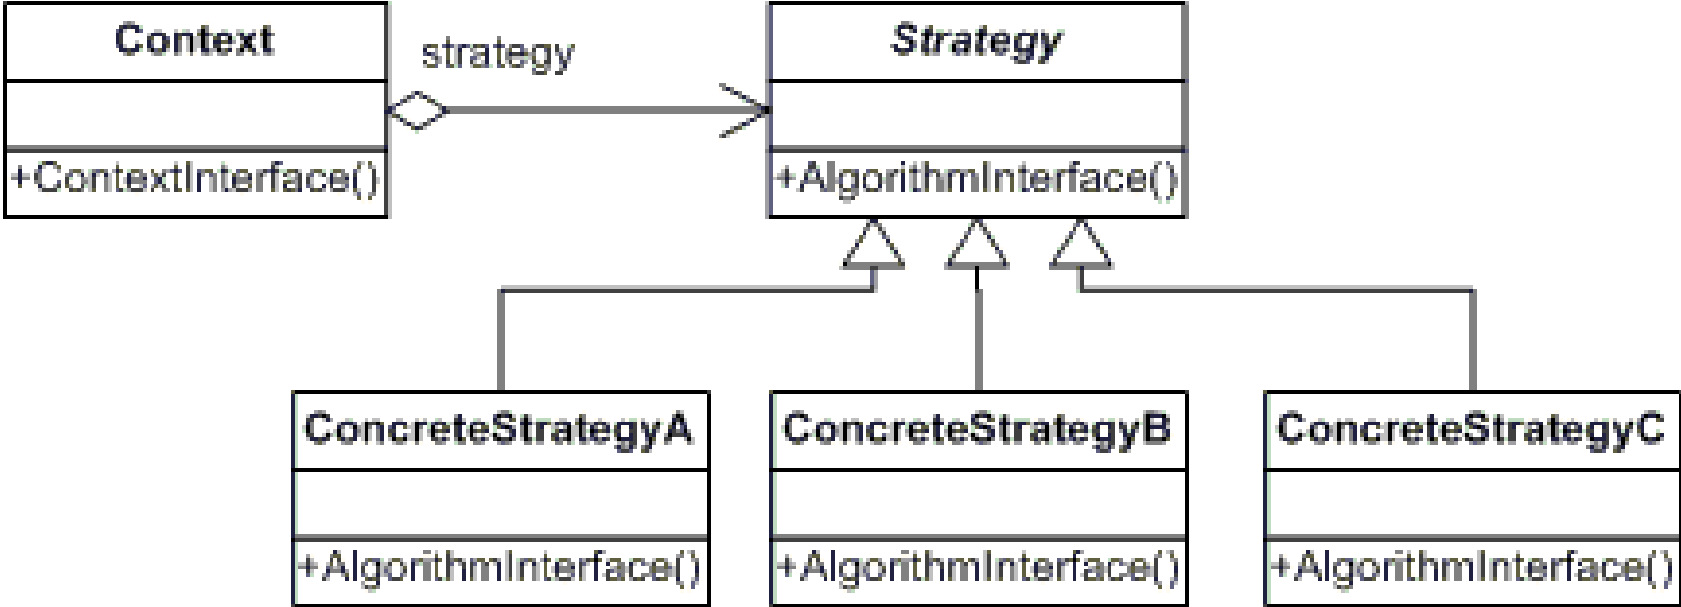 Context
strategy
Strategy
+ContextInterface()
+AlgorithmInterface()
ConcreteStrategyA
ConcreteStrategyB
ConcreteStrategyC
+AlgorithmInterface()
+AlgorithmInterface()
+AlgorithmInterface()